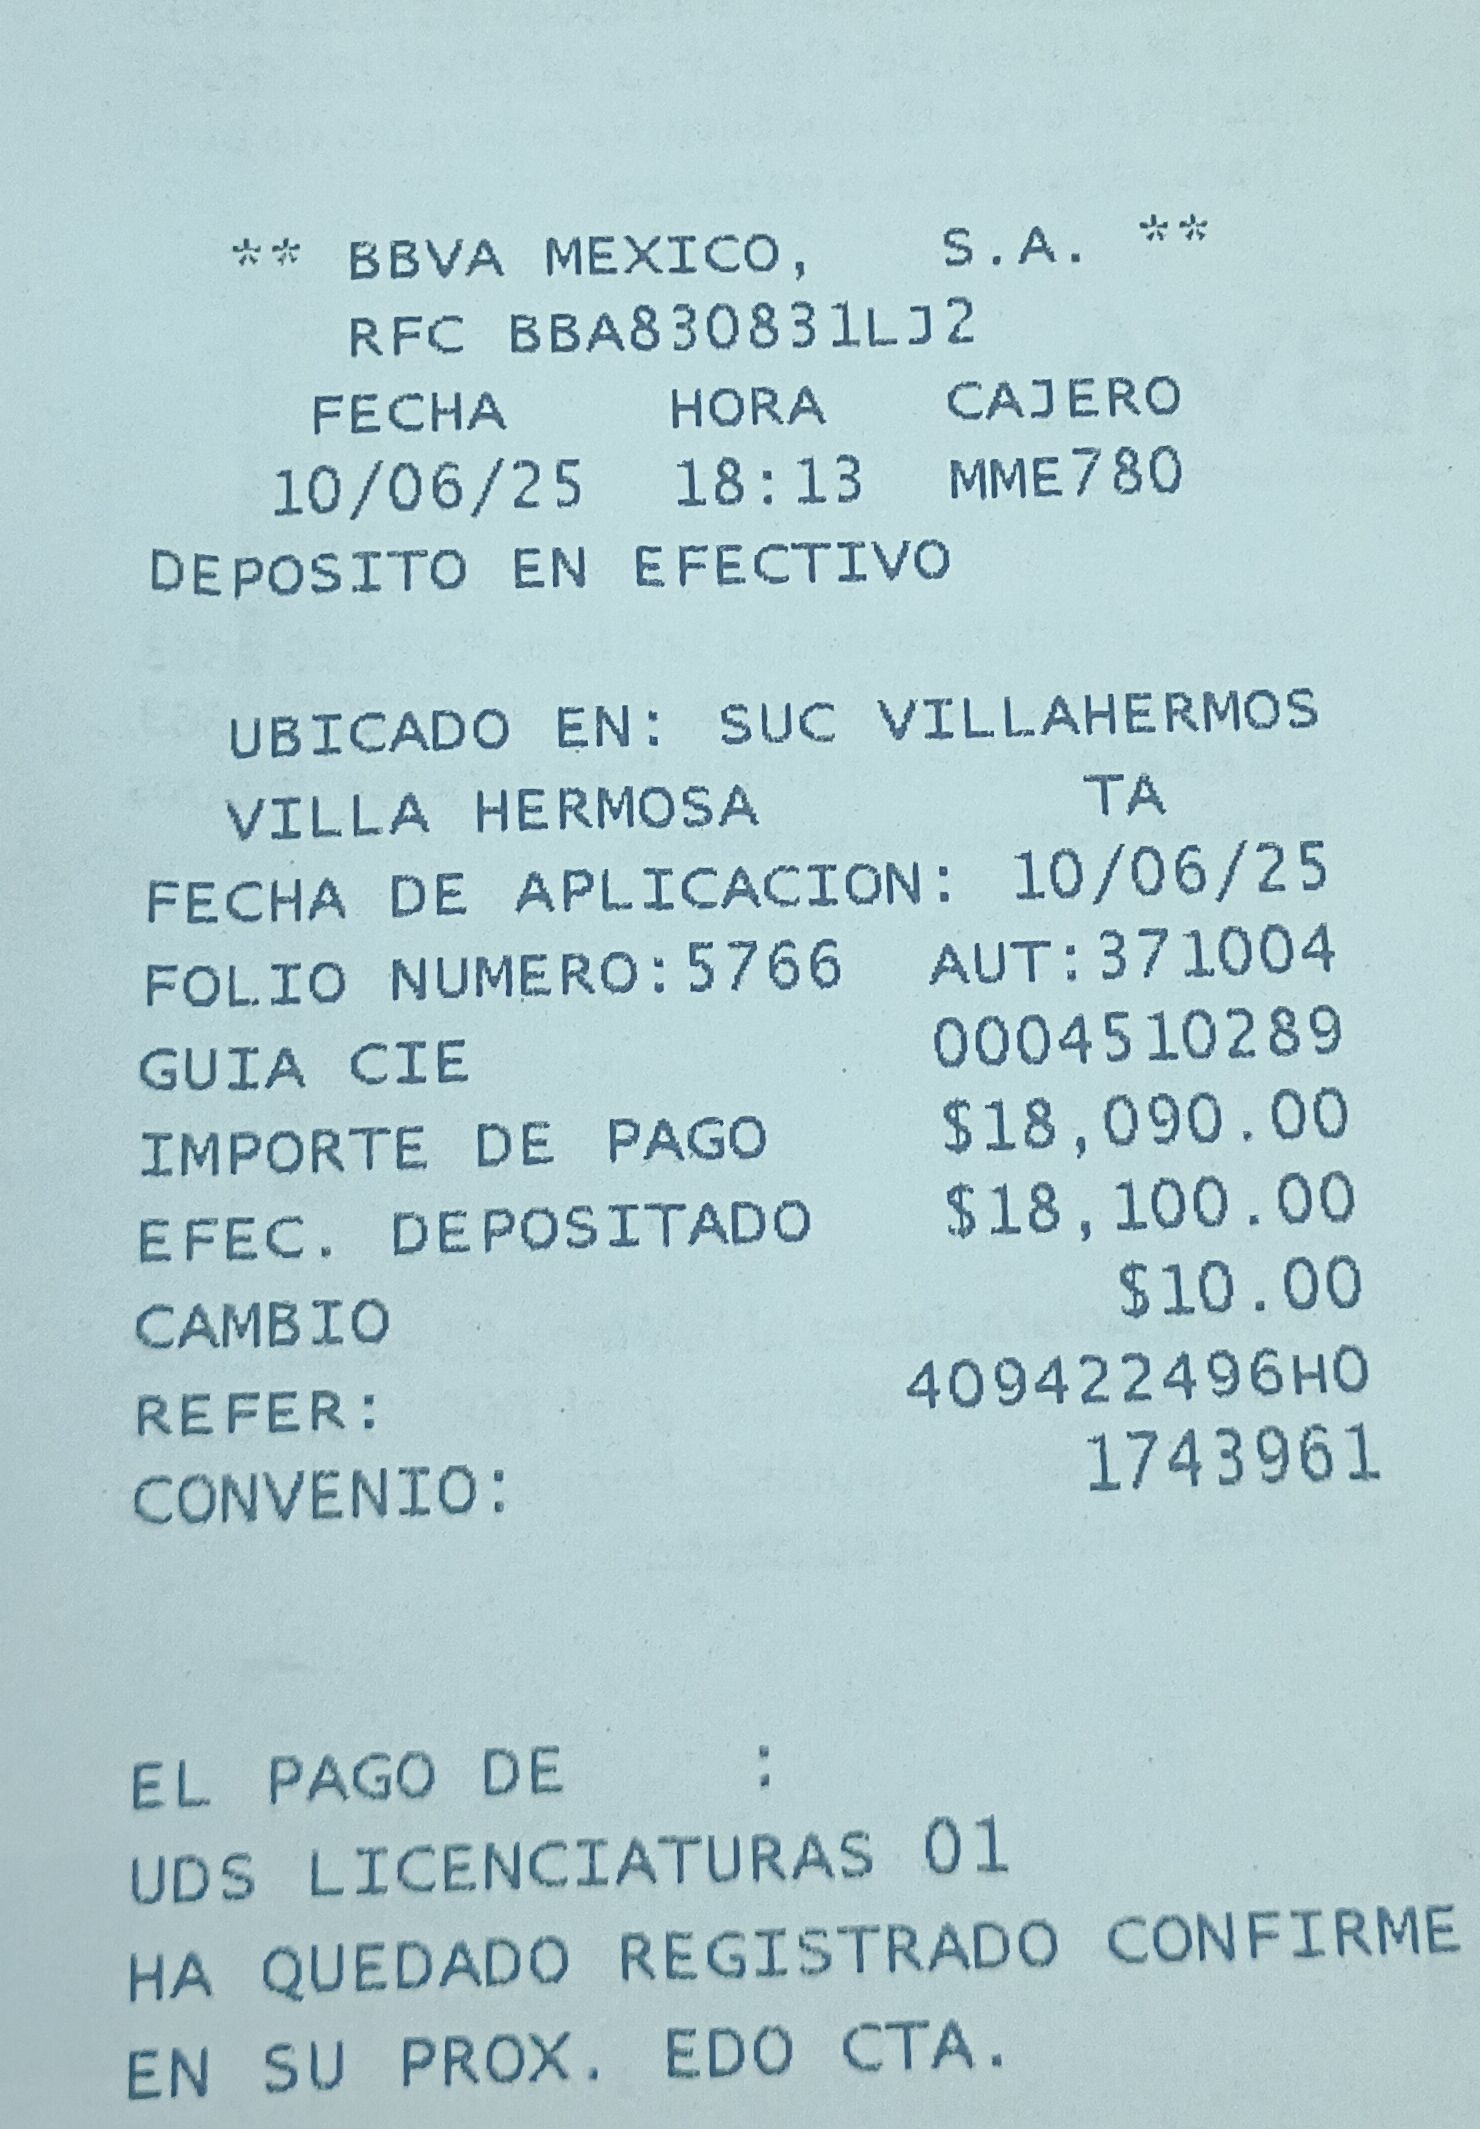 ** BBVA MEXICO, S.A. **
RFC BBA830831LJ2
FECHA HORA CAJERO
10/06/25 18:13 MME780
DEPOSITO EN EFECTIVO
UBICADO EN: SUC VILLAHERMOS
VILLA HERMOSA TA
FECHA DE APLICACION: 10/06/25
FOLIO NUMERO:5766 AUT:371004
GUIA CIE 0004510289
IMPORTE DE PAGO $18,090.00
EFEC. DEPOSITADO $18,100.00
CAMBIO $10.00
REFER: 409422496HO
CONVENIO: 1743961
EL PAGO DE :
UDS LICENCIATURAS 01
HA QUEDADO REGISTRADO CONFIRME
EN SU PROX. EDO CTA.